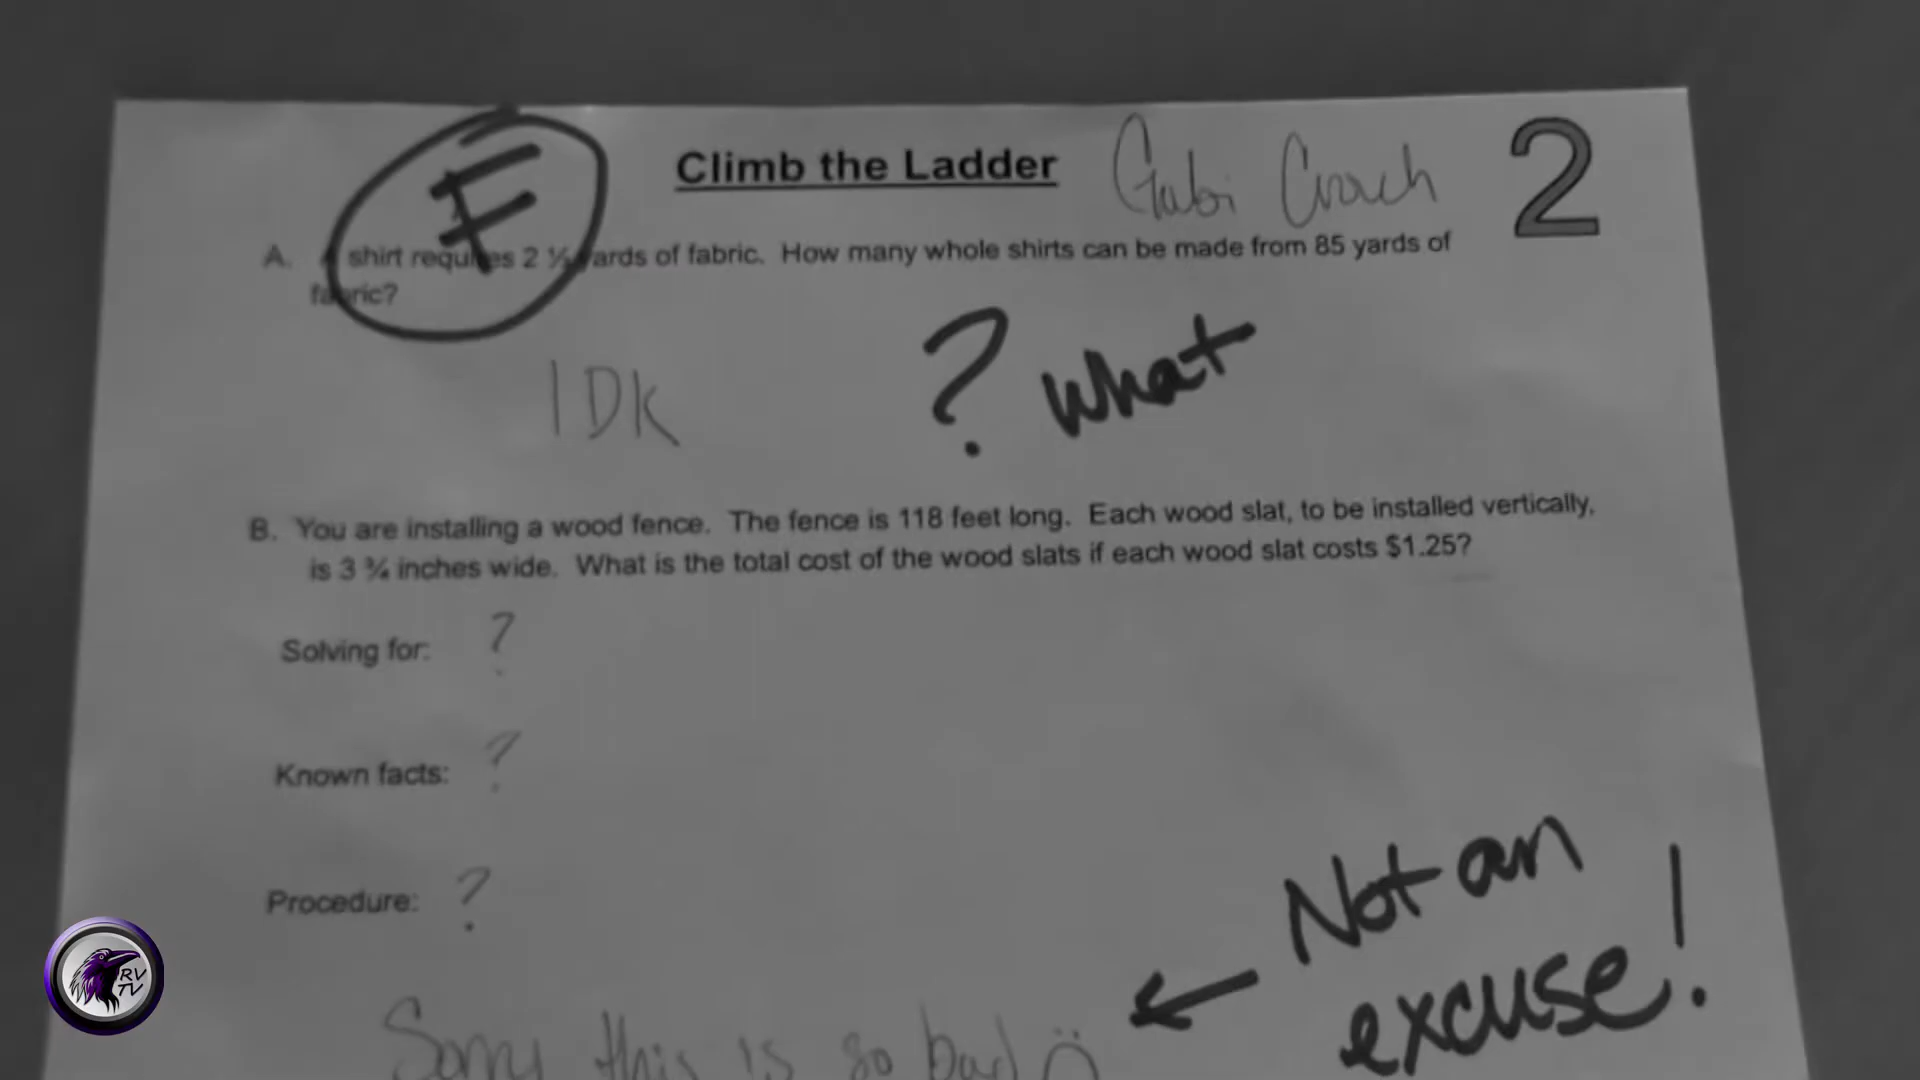 F
Climb the Ladder
Gabi Crouch
2
A. shirt requires 2 yards of fabric. How many whole shirts can be made from 85 yards of
fabric?
IDK
? what
B. You are installing a wood fence. The fence is 118 feet long. Each wood slat, to be installed vertically,
is 3 ¾ inches wide. What is the total cost of the wood slats if each wood slat costs $1.25?
Solving for: ?
Known facts: ?
Procedure: ?
Not an
excuse!
Sorry this is so bad :(
RV
TV